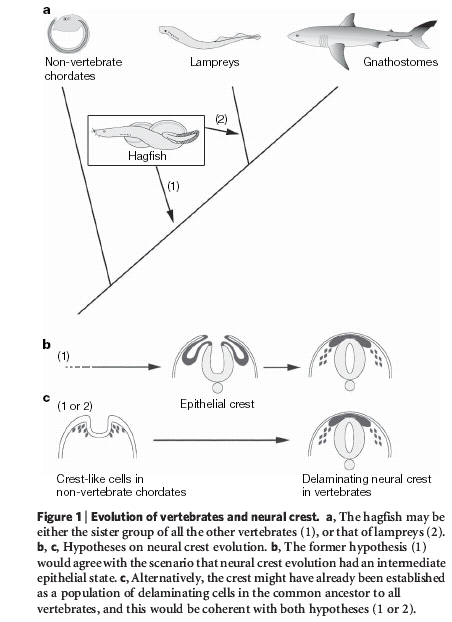 a
Non-vertebrate
chordates
Lampreys
Gnathostomes
(2)
Hagfish
(1)
b
(1)
Epithelial crest
c
(1 or 2)
Crest-like cells in
non-vertebrate chordates
Delaminating neural crest
in vertebrates
Figure 1 | Evolution of vertebrates and neural crest. a, The hagfish may be
either the sister group of all the other vertebrates (1), or that of lampreys (2).
b, c, Hypotheses on neural crest evolution. b, The former hypothesis (1)
would agree with the scenario that neural crest evolution had an intermediate
epithelial state. c, Alternatively, the crest might have already been established
as a population of delaminating cells in the common ancestor to all
vertebrates, and this would be coherent with both hypotheses (1 or 2).